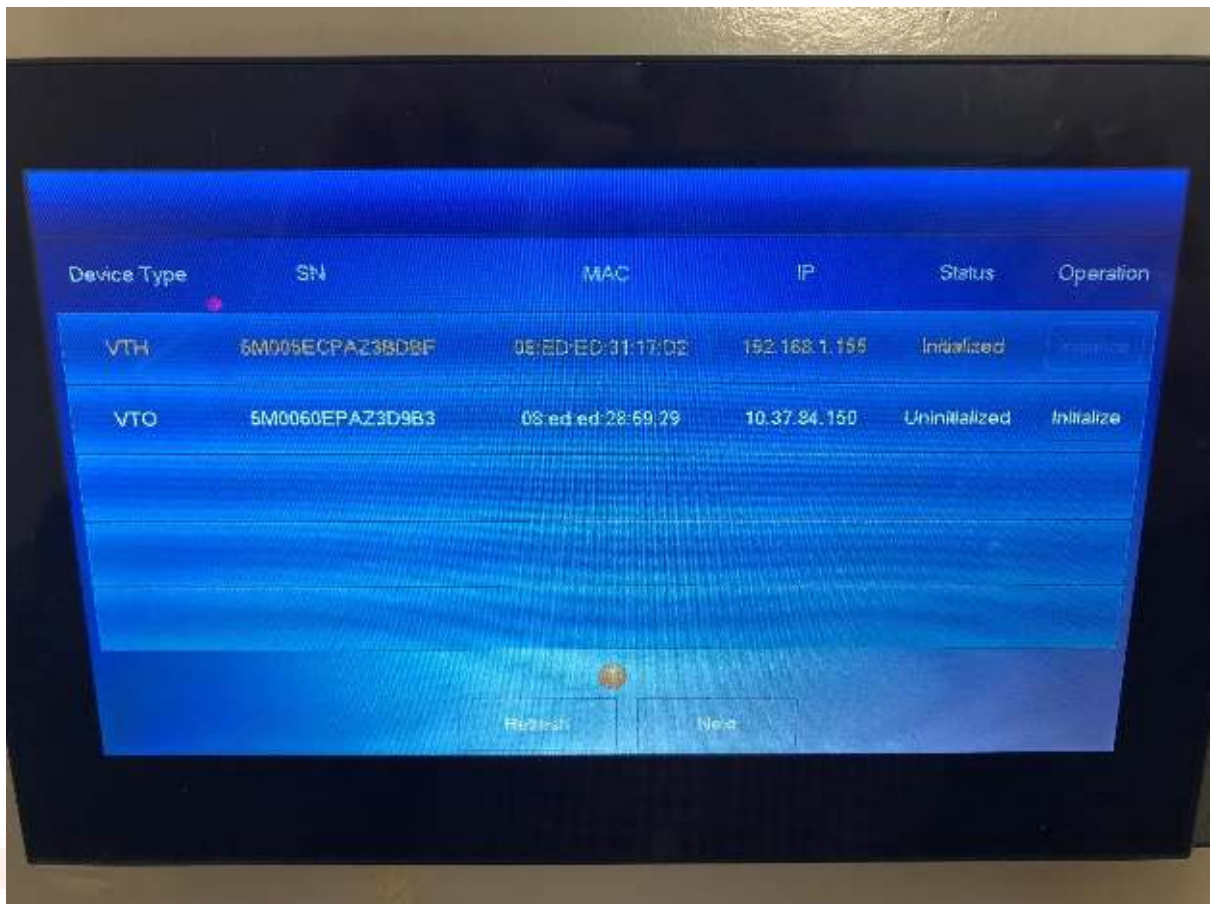 Device Type SN MAC IP Status Operation
VTH 5M005ECPAZ3BDBF 08:ED:ED:31:17:D2 192.168.1.155 Initialized
VTO 5M0060EPAZ3D9B3 08:ed:ed:28:69:29 10.37.84.150 Uninitialized Initialize
Refresh Next